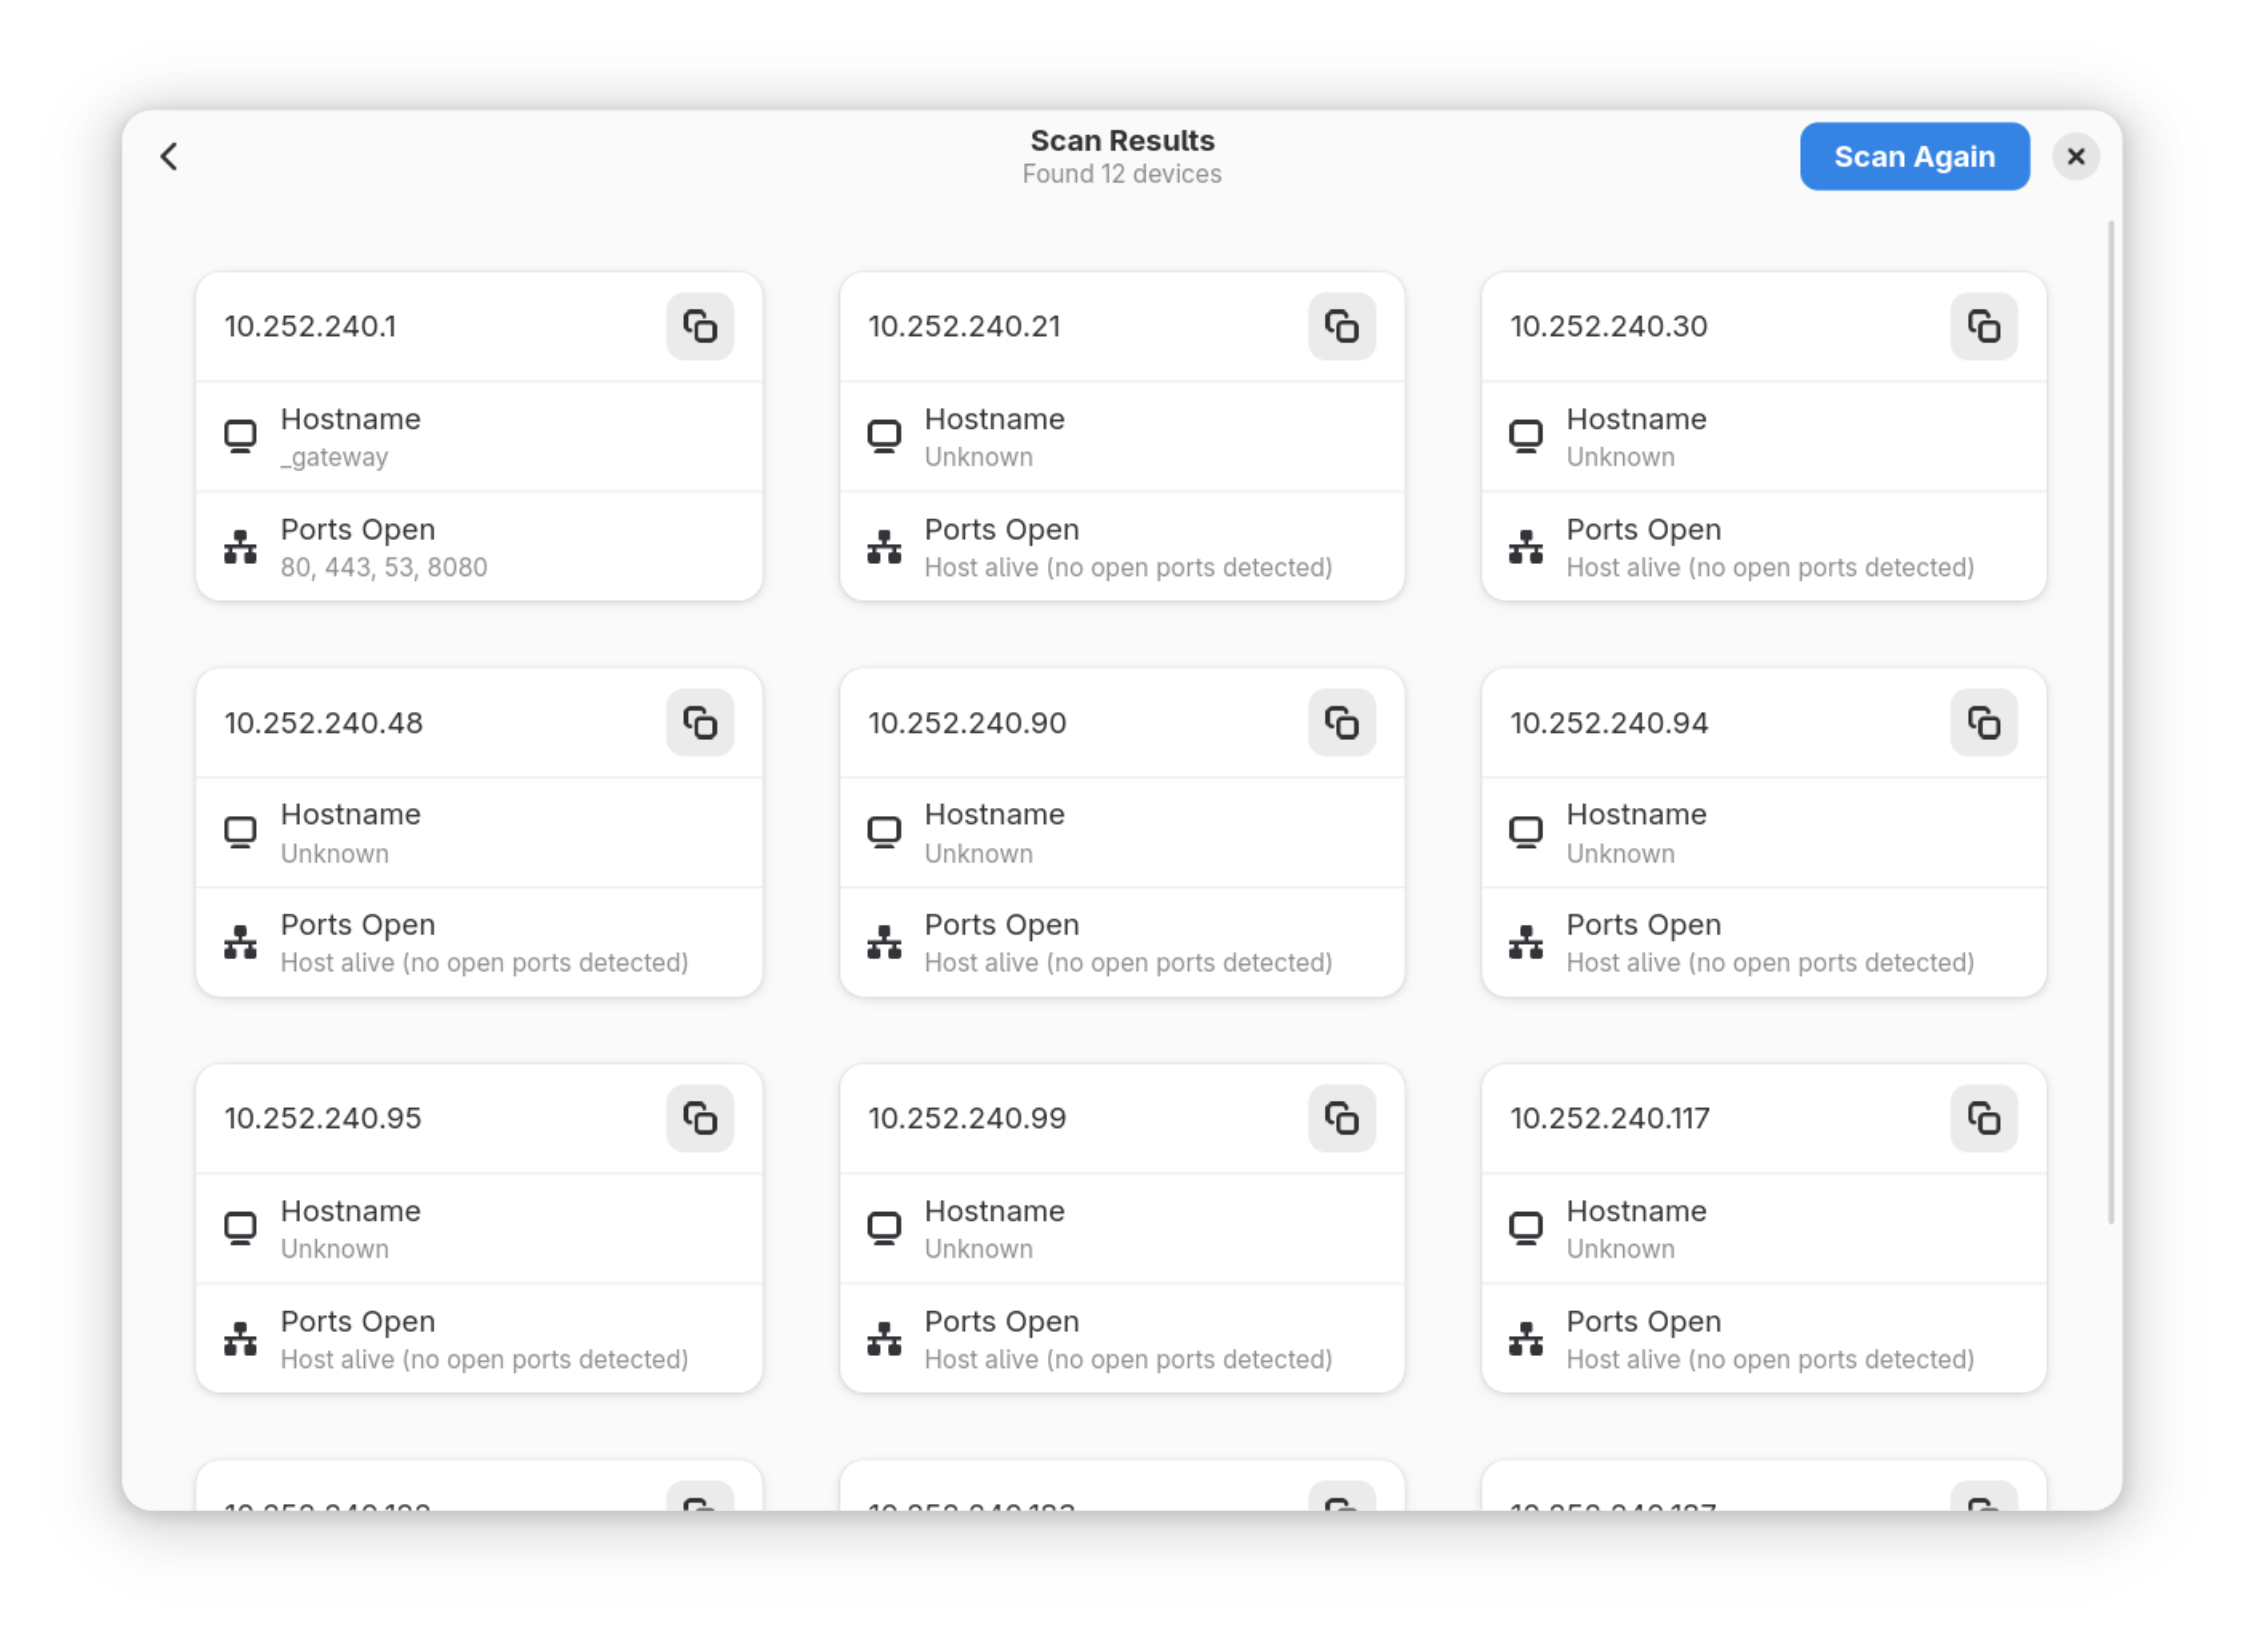 Scan Results
Found 12 devices
Scan Again
10.252.240.1
Hostname
_gateway
Ports Open
80, 443, 53, 8080
10.252.240.21
Hostname
Unknown
Ports Open
Host alive (no open ports detected)
10.252.240.30
Hostname
Unknown
Ports Open
Host alive (no open ports detected)
10.252.240.48
Hostname
Unknown
Ports Open
Host alive (no open ports detected)
10.252.240.90
Hostname
Unknown
Ports Open
Host alive (no open ports detected)
10.252.240.94
Hostname
Unknown
Ports Open
Host alive (no open ports detected)
10.252.240.95
Hostname
Unknown
Ports Open
Host alive (no open ports detected)
10.252.240.99
Hostname
Unknown
Ports Open
Host alive (no open ports detected)
10.252.240.117
Hostname
Unknown
Ports Open
Host alive (no open ports detected)